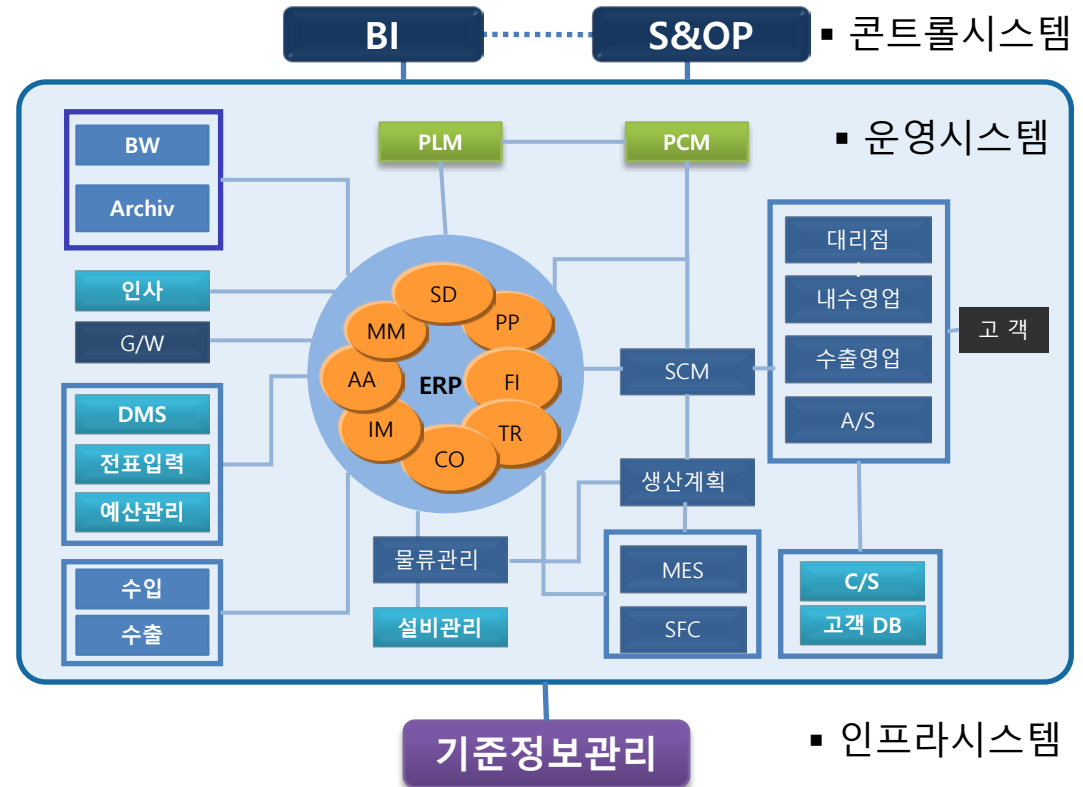 BI
S&OP
▪ 콘트롤시스템
▪ 운영시스템
BW
Archiv
PLM
PCM
인사
G/W
DMS
전표입력
예산관리
수입
수출
SD
PP
MM
AA
ERP
FI
IM
TR
CO
SCM
생산계획
물류관리
설비관리
MES
SFC
대리점
내수영업
수출영업
A/S
고 객
C/S
고객 DB
기준정보관리
▪ 인프라시스템